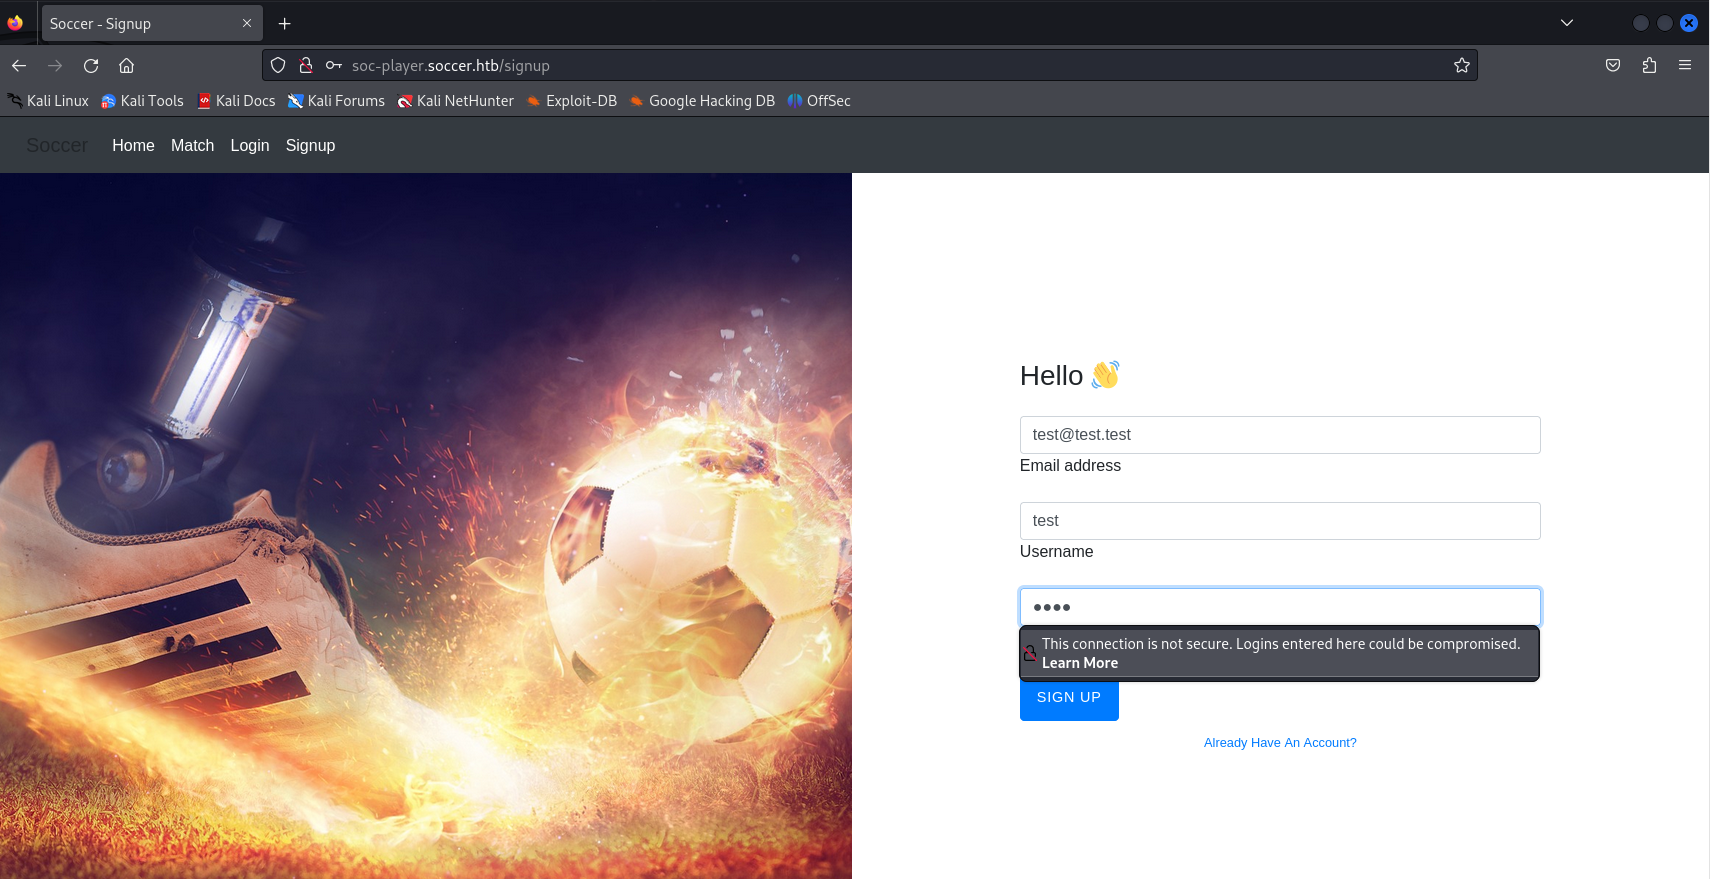 Soccer - Signup
soc-player.soccer.htb/signup
Kali Linux Kali Tools Kali Docs Kali Forums Kali NetHunter Exploit-DB Google Hacking DB OffSec
Soccer Home Match Login Signup
Hello 👋
test@test.test
Email address
test
Username
••••
This connection is not secure. Logins entered here could be compromised.
Learn More
SIGN UP
Already Have An Account?